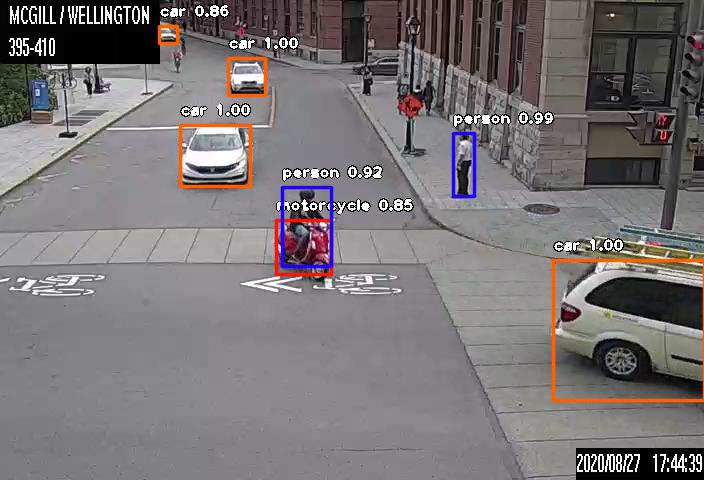 MCGILL / WELLINGTON
395-410
car 0.86
car 1.00
car 1.00
person 0.99
person 0.92
motorcycle 0.85
car 1.00
2020/08/27 17:44:39